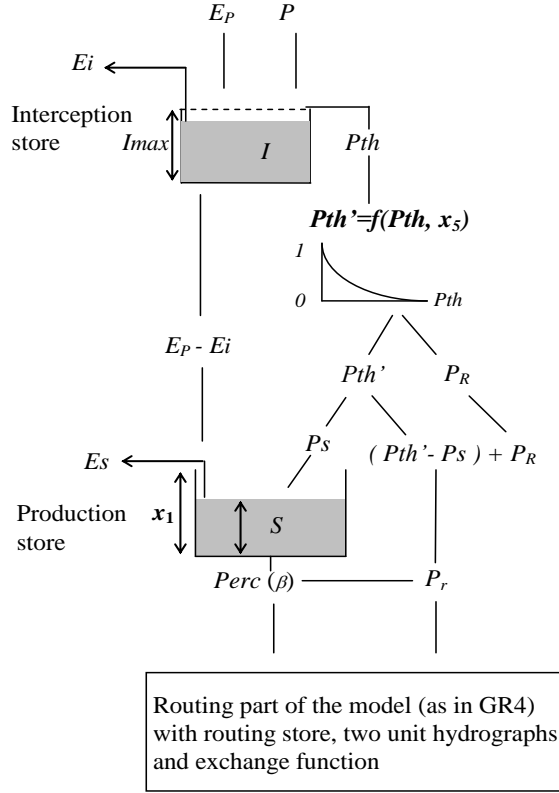 E_P P
Ei
Interception
store
Imax
I
Pth
Pth'=f(Pth, x_5)
1
0
Pth
E_P - Ei
Pth'
P_R
Ps
( Pth'- Ps ) + P_R
Es
Production
store
x_1
S
Perc (β)
P_r
Routing part of the model (as in GR4)
with routing store, two unit hydrographs
and exchange function